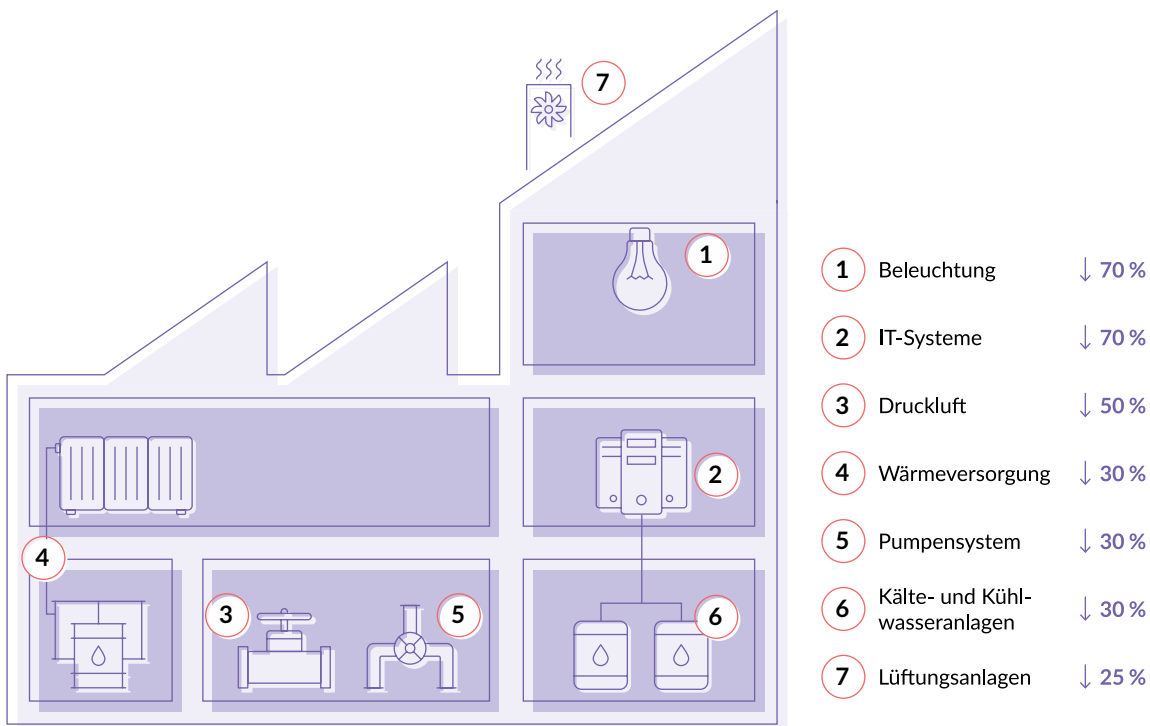 7
1
2
4
3
5
6
1 Beleuchtung ↓ 70 %
2 IT-Systeme ↓ 70 %
3 Druckluft ↓ 50 %
4 Wärmeversorgung ↓ 30 %
5 Pumpensystem ↓ 30 %
6 Kälte- und Kühl-
wasseranlagen ↓ 30 %
7 Lüftungsanlagen ↓ 25 %